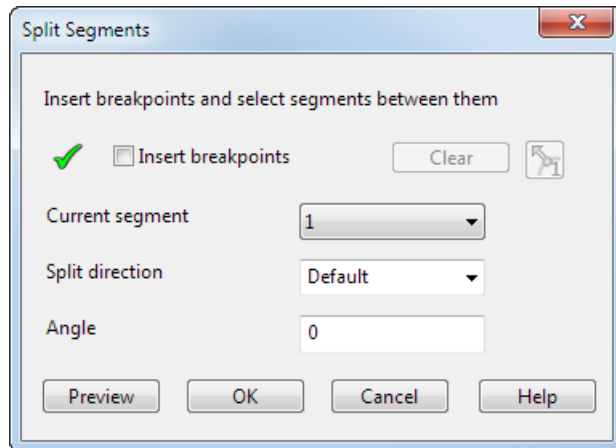 Split Segments
Insert breakpoints and select segments between them
Insert breakpoints Clear 1
Current segment 1
Split direction Default
Angle 0
Preview OK Cancel Help